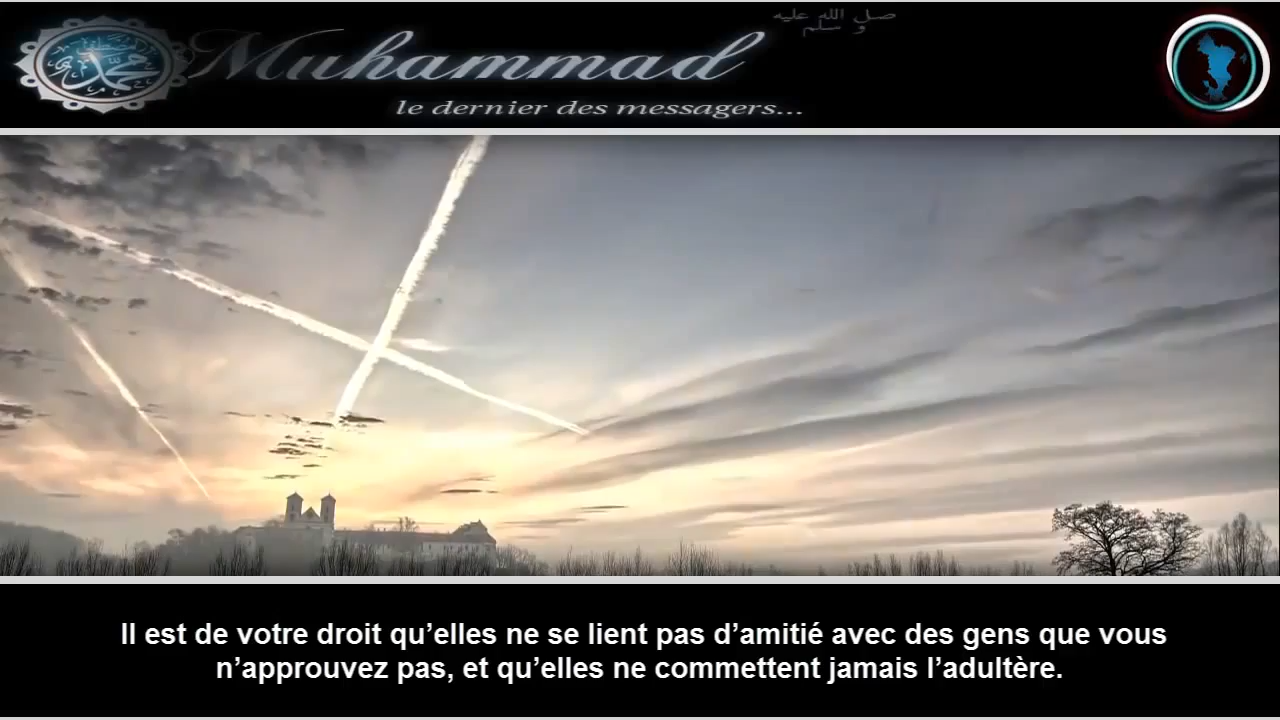 Muhammad
صلى الله عليه
و سلم
le dernier des messagers...
Il est de votre droit qu’elles ne se lient pas d’amitié avec des gens que vous
n’approuvez pas, et qu’elles ne commettent jamais l’adultère.